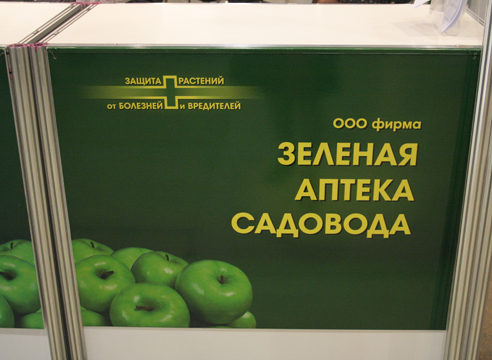 ЗАЩИТА РАСТЕНИЙ
от БОЛЕЗНЕЙ и ВРЕДИТЕЛЕЙ
ООО фирма
ЗЕЛЕНАЯ
АПТЕКА
САДОВОДА